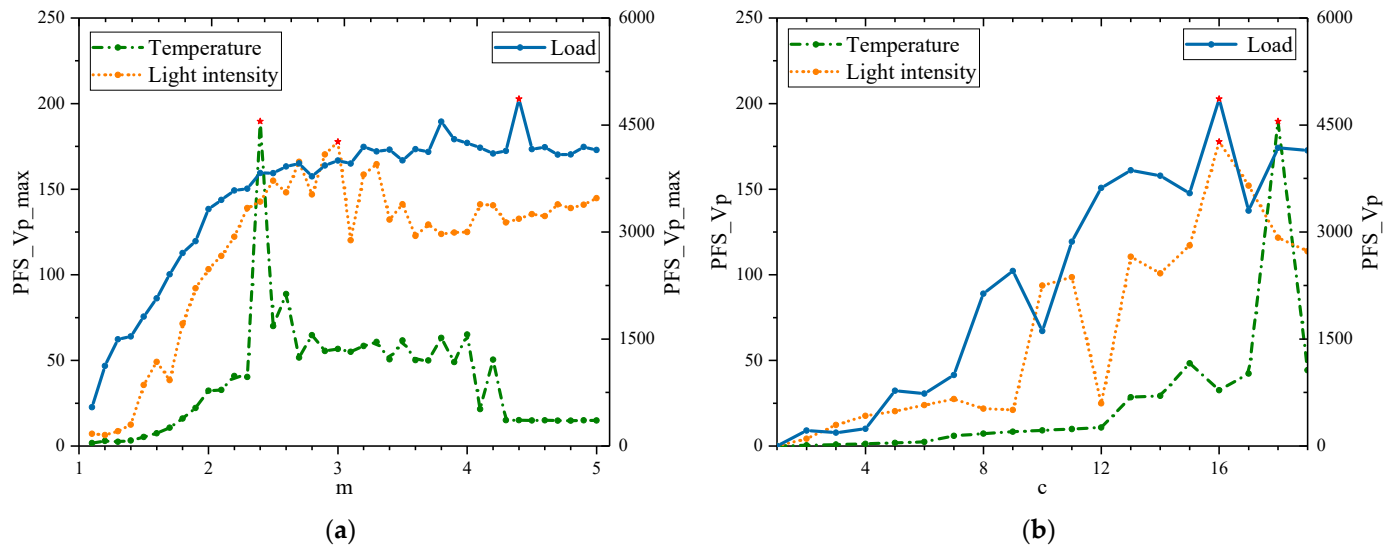 250
200
150
100
50
0
PFS_Vp_max
Temperature
Light intensity
Load
6000
4500
3000
1500
0
PFS_Vp_max
1 2 3 4 5
m
(a)
250
200
150
100
50
0
PFS_Vp
Temperature
Light intensity
Load
6000
4500
3000
1500
0
PFS_Vp
4 8 12 16
c
(b)